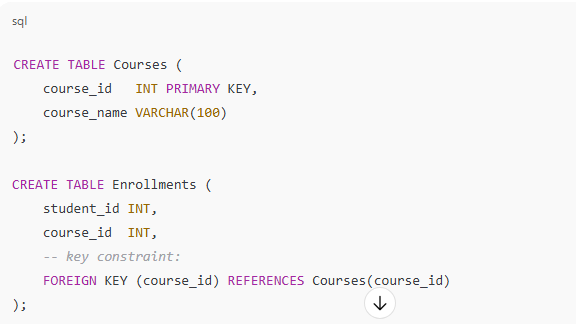 sql
CREATE TABLE Courses (
    course_id   INT PRIMARY KEY,
    course_name VARCHAR(100)
);
CREATE TABLE Enrollments (
    student_id INT,
    course_id  INT,
    -- key constraint:
    FOREIGN KEY (course_id) REFERENCES Courses(course_id)
);